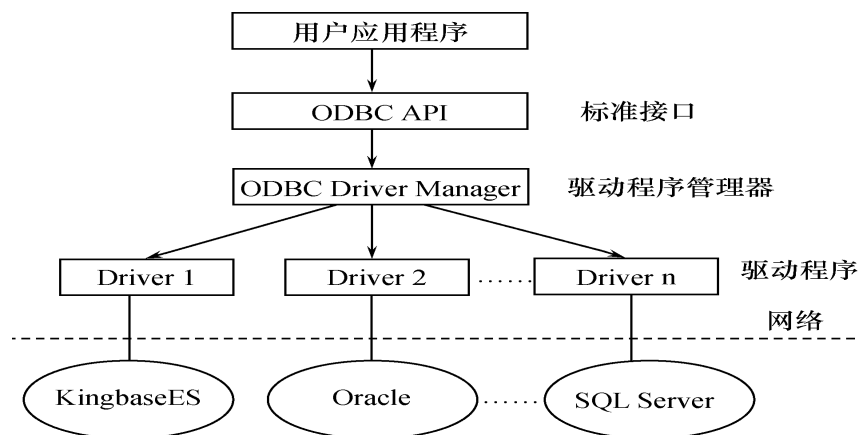 用户应用程序
ODBC API
标准接口
ODBC Driver Manager
驱动程序管理器
Driver 1
Driver 2
......
Driver n
驱动程序
网络
KingbaseES
Oracle
......
SQL Server